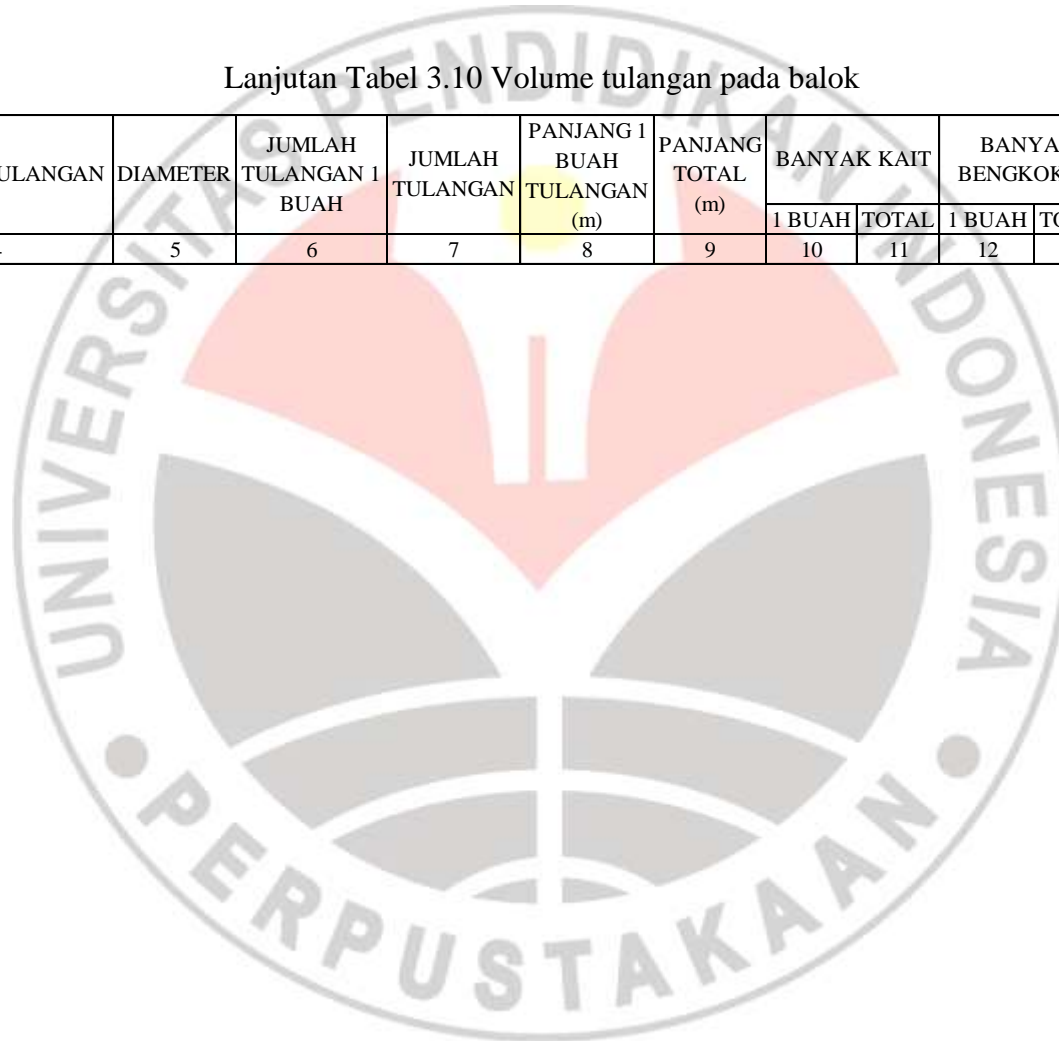 Lanjutan Tabel 3.10 Volume tulangan pada balok
ULANGAN DIAMETER JUMLAH TULANGAN 1 BUAH JUMLAH TULANGAN PANJANG 1 BUAH TULANGAN (m) PANJANG TOTAL (m) BANYAK KAIT BANYA BENGKOK
1 BUAH TOTAL 1 BUAH TO
5 6 7 8 9 10 11 12
UNIVERSITAS PENDIDIKAN INDONESIA
PERPUSTAKAAN